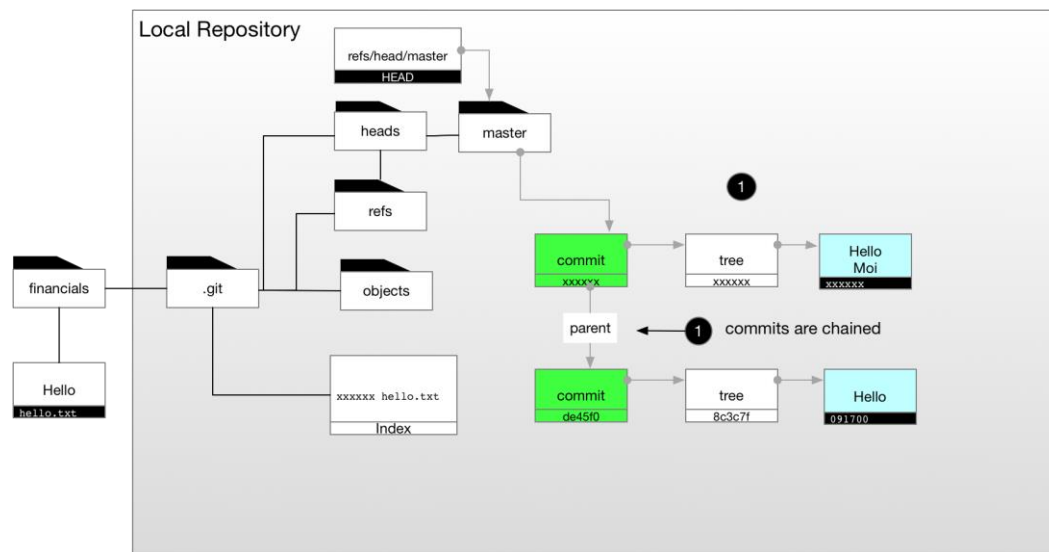 Local Repository
refs/head/master
HEAD
heads
master
refs
1
commit
xxxxxx
tree
xxxxxx
Hello
Moi
xxxxxx
financials
.git
objects
parent
1
commits are chained
Hello
hello.txt
xxxxxx hello.txt
Index
commit
de45f0
tree
8c3c7f
Hello
091700